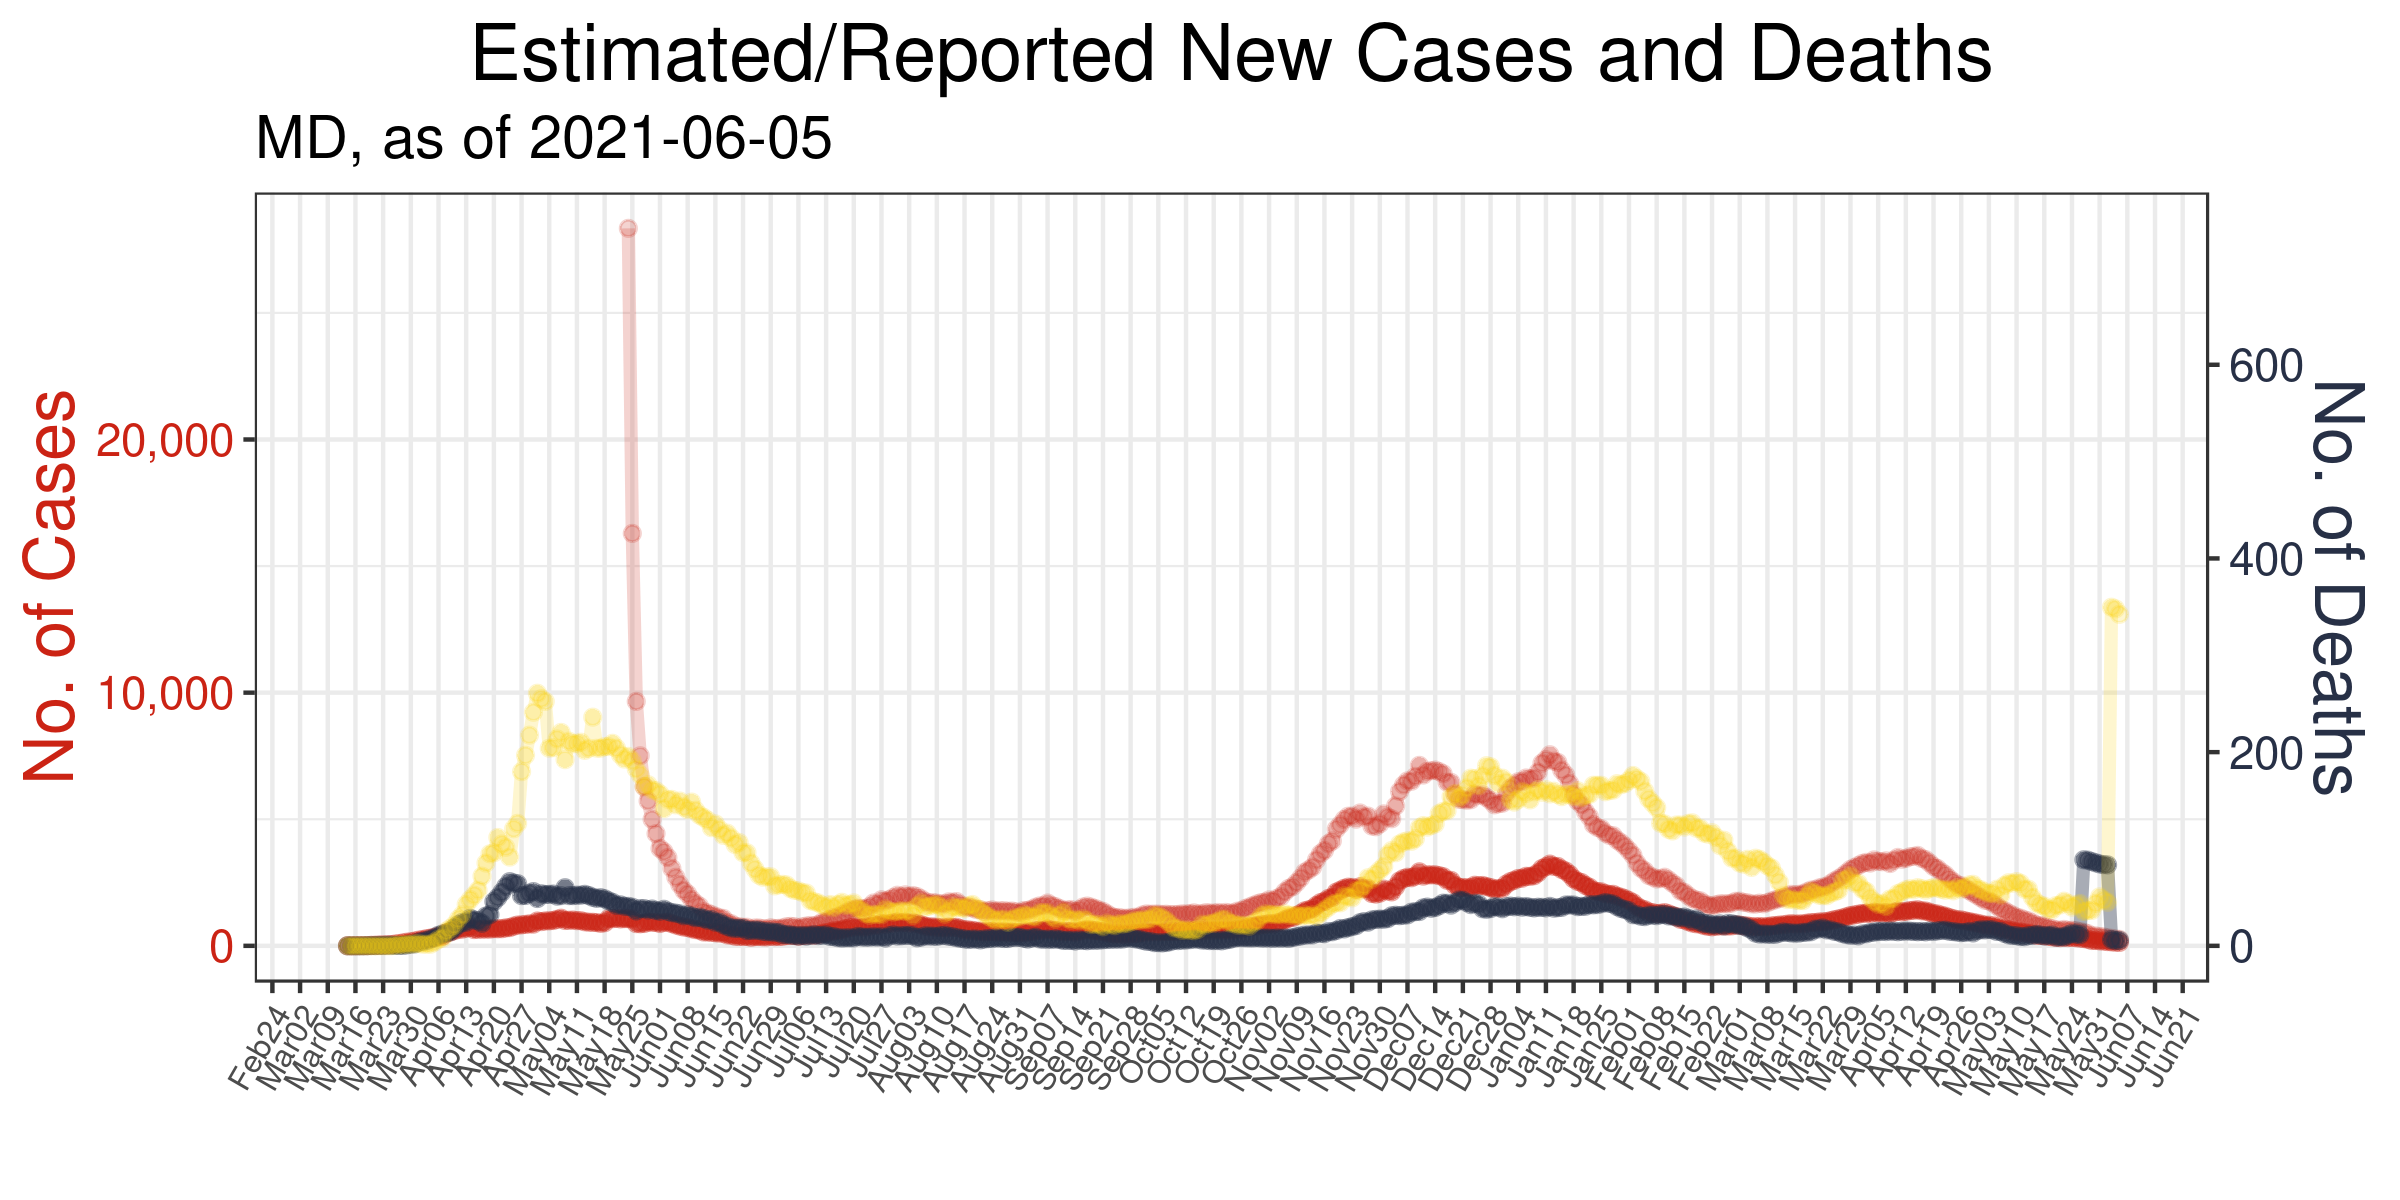 Estimated/Reported New Cases and Deaths
MD, as of 2021-06-05
No. of Cases
20,000
10,000
0
600
400
200
0
No. of Deaths
Feb24
Mar02
Mar09
Mar16
Mar23
Mar30
Apr06
Apr13
Apr20
Apr27
May04
May11
May18
May25
Jun01
Jun08
Jun15
Jun22
Jun29
Jul06
Jul13
Jul20
Jul27
Aug03
Aug10
Aug17
Aug24
Aug31
Sep07
Sep14
Sep21
Sep28
Oct05
Oct12
Oct19
Oct26
Nov02
Nov09
Nov16
Nov23
Nov30
Dec07
Dec14
Dec21
Dec28
Jan04
Jan11
Jan18
Jan25
Feb01
Feb08
Feb15
Feb22
Mar01
Mar08
Mar15
Mar22
Mar29
Apr05
Apr12
Apr19
Apr26
May03
May10
May17
May24
May31
Jun07
Jun14
Jun21